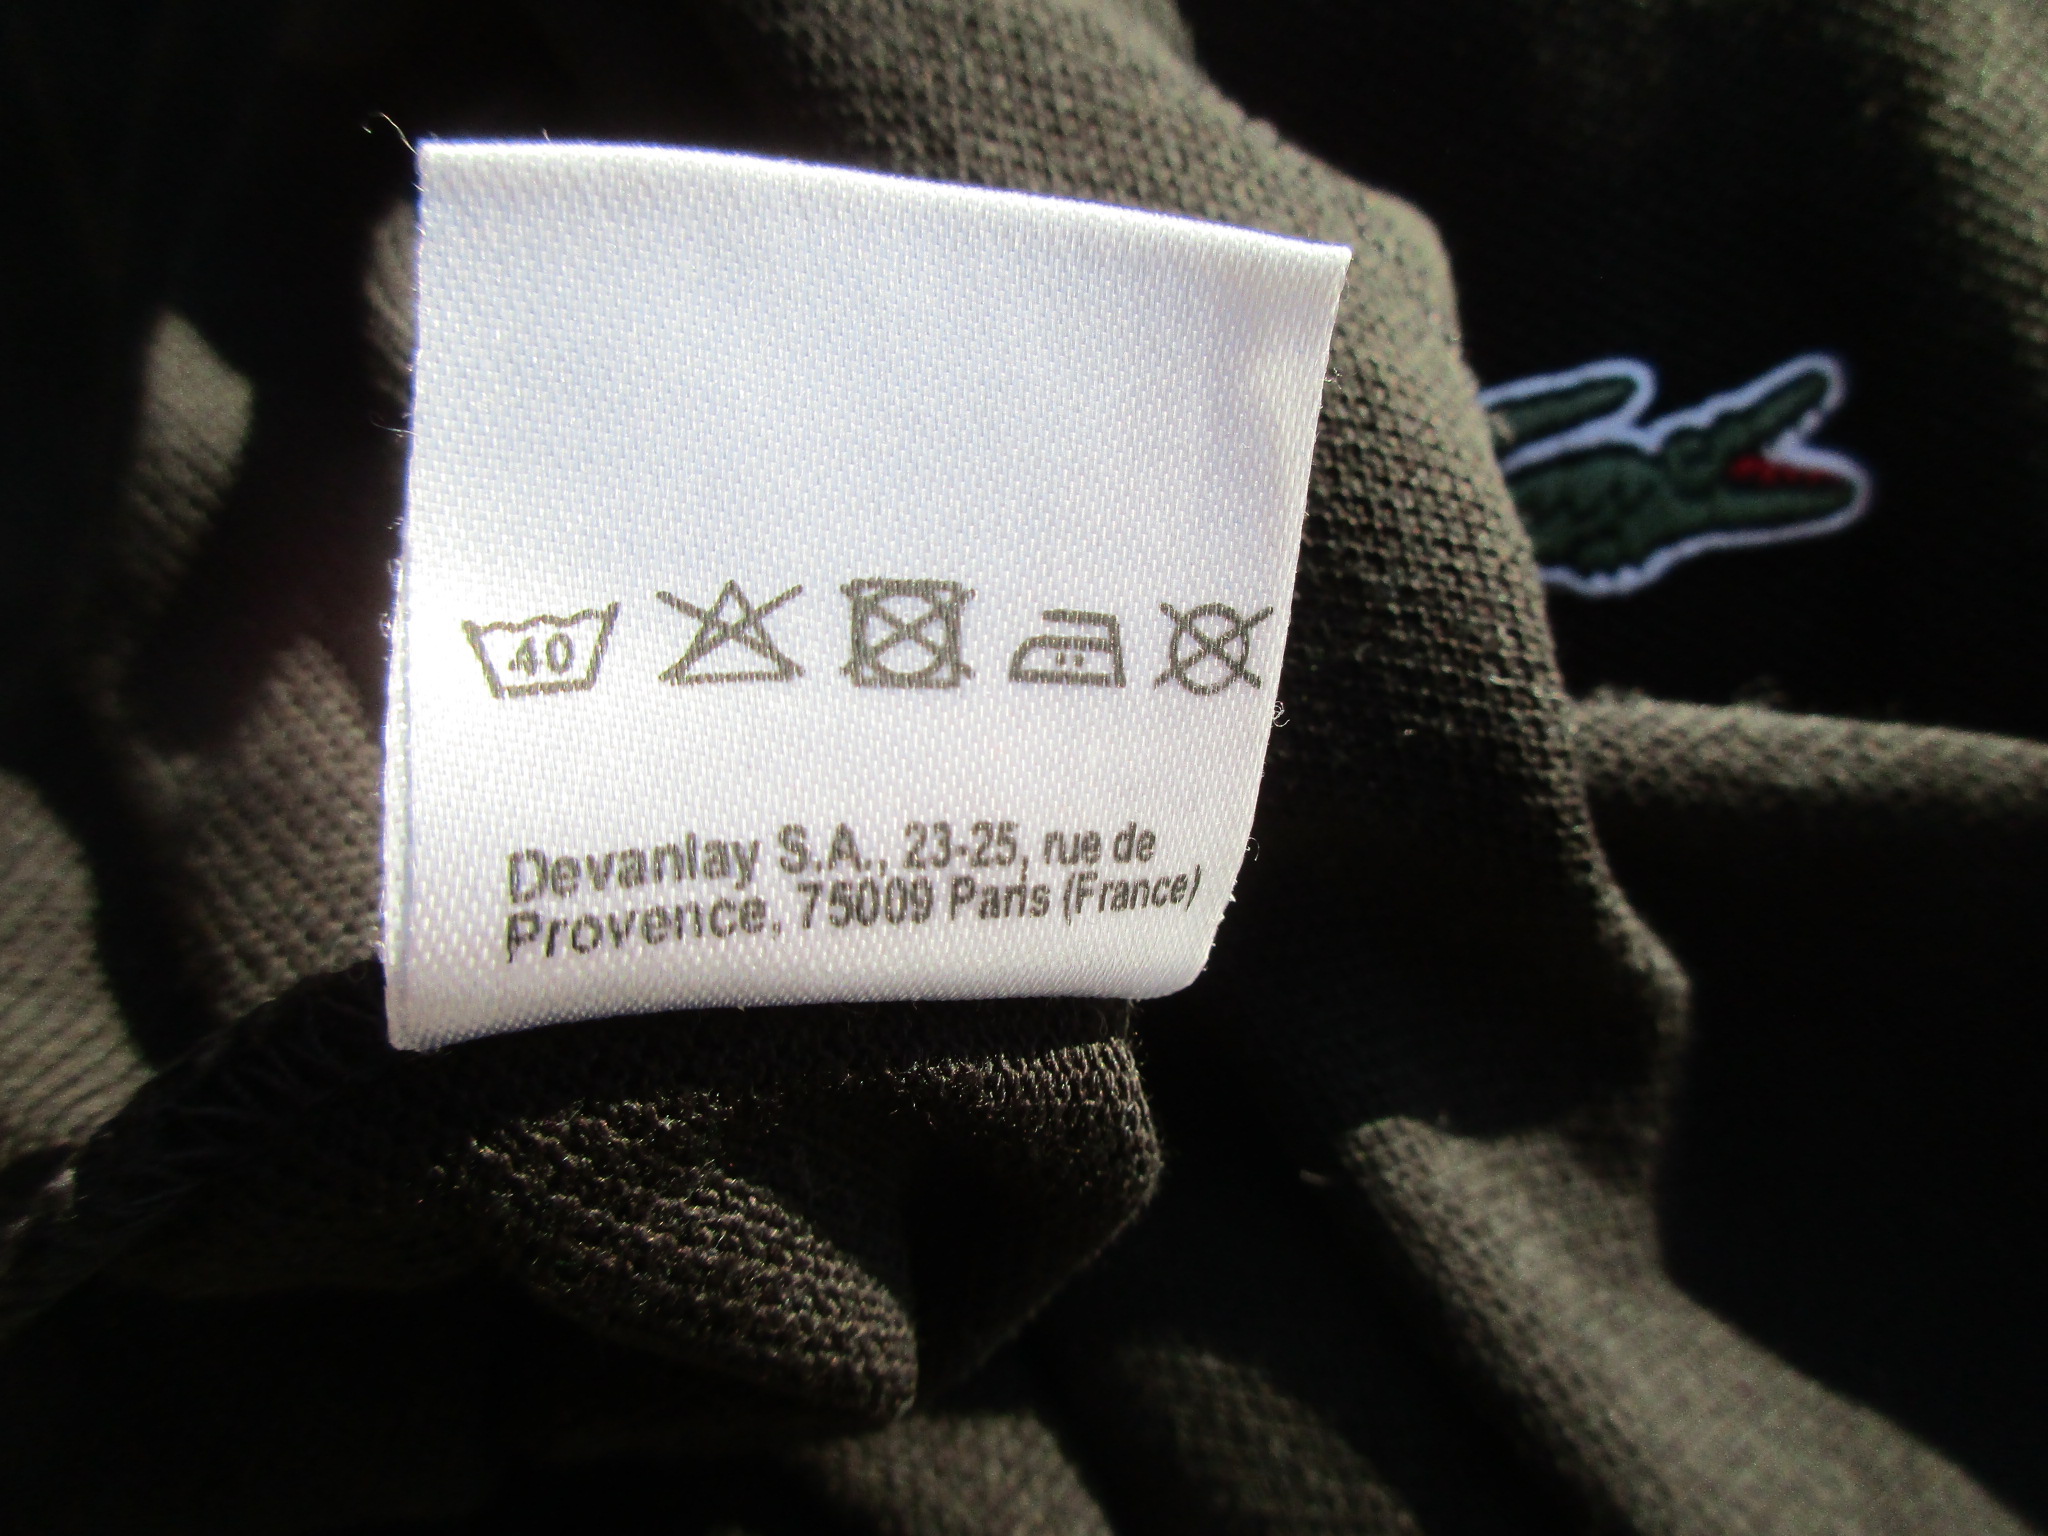 40
Devanlay S.A., 23-25, rue de
Provence, 75009 Paris (France)